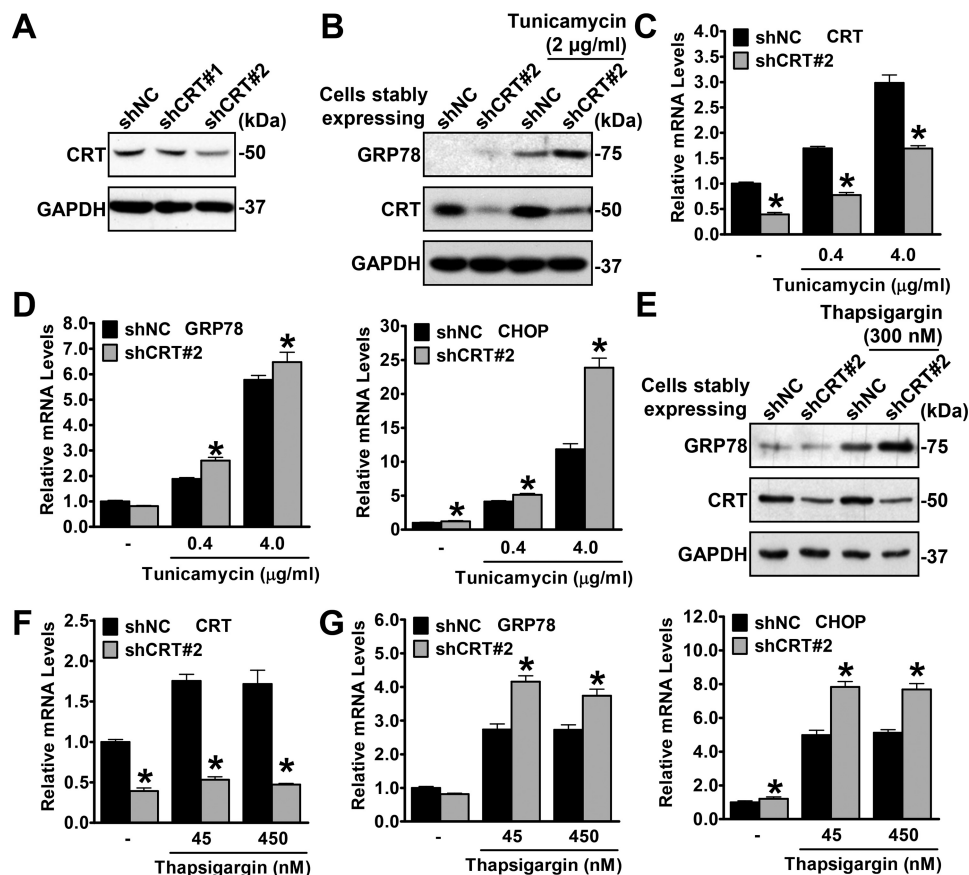 A
shNC
shCRT#1
shCRT#2
(kDa)
CRT
-50
GAPDH
-37
B
Tunicamycin
(2 μg/ml)
Cells stably
expressing
shNC
shCRT#2
shNC
shCRT#2
(kDa)
GRP78
-75
CRT
-50
GAPDH
-37
C
shNC CRT
shCRT#2
Relative mRNA Levels
4.0
3.5
3.0
2.5
2.0
1.5
1.0
0.5
0.0
* * *
- 0.4 4.0
Tunicamycin (μg/ml)
D
shNC GRP78
shCRT#2
Relative mRNA Levels
8.0
7.0
6.0
5.0
4.0
3.0
2.0
1.0
0.0
* *
- 0.4 4.0
Tunicamycin (μg/ml)
shNC CHOP
shCRT#2
Relative mRNA Levels
35
30
25
20
15
10
5
0
* * *
- 0.4 4.0
Tunicamycin (μg/ml)
E
Thapsigargin
(300 nM)
Cells stably
expressing
shNC
shCRT#2
shNC
shCRT#2
(kDa)
GRP78
-75
CRT
-50
GAPDH
-37
F
shNC CRT
shCRT#2
Relative mRNA Levels
2.5
2.0
1.5
1.0
0.5
0.0
* * *
- 45 450
Thapsigargin (nM)
G
shNC GRP78
shCRT#2
Relative mRNA Levels
6.0
5.0
4.0
3.0
2.0
1.0
0.0
* *
- 45 450
Thapsigargin (nM)
shNC CHOP
shCRT#2
Relative mRNA Levels
12.0
10.0
8.0
6.0
4.0
2.0
0.0
* * *
- 45 450
Thapsigargin (nM)